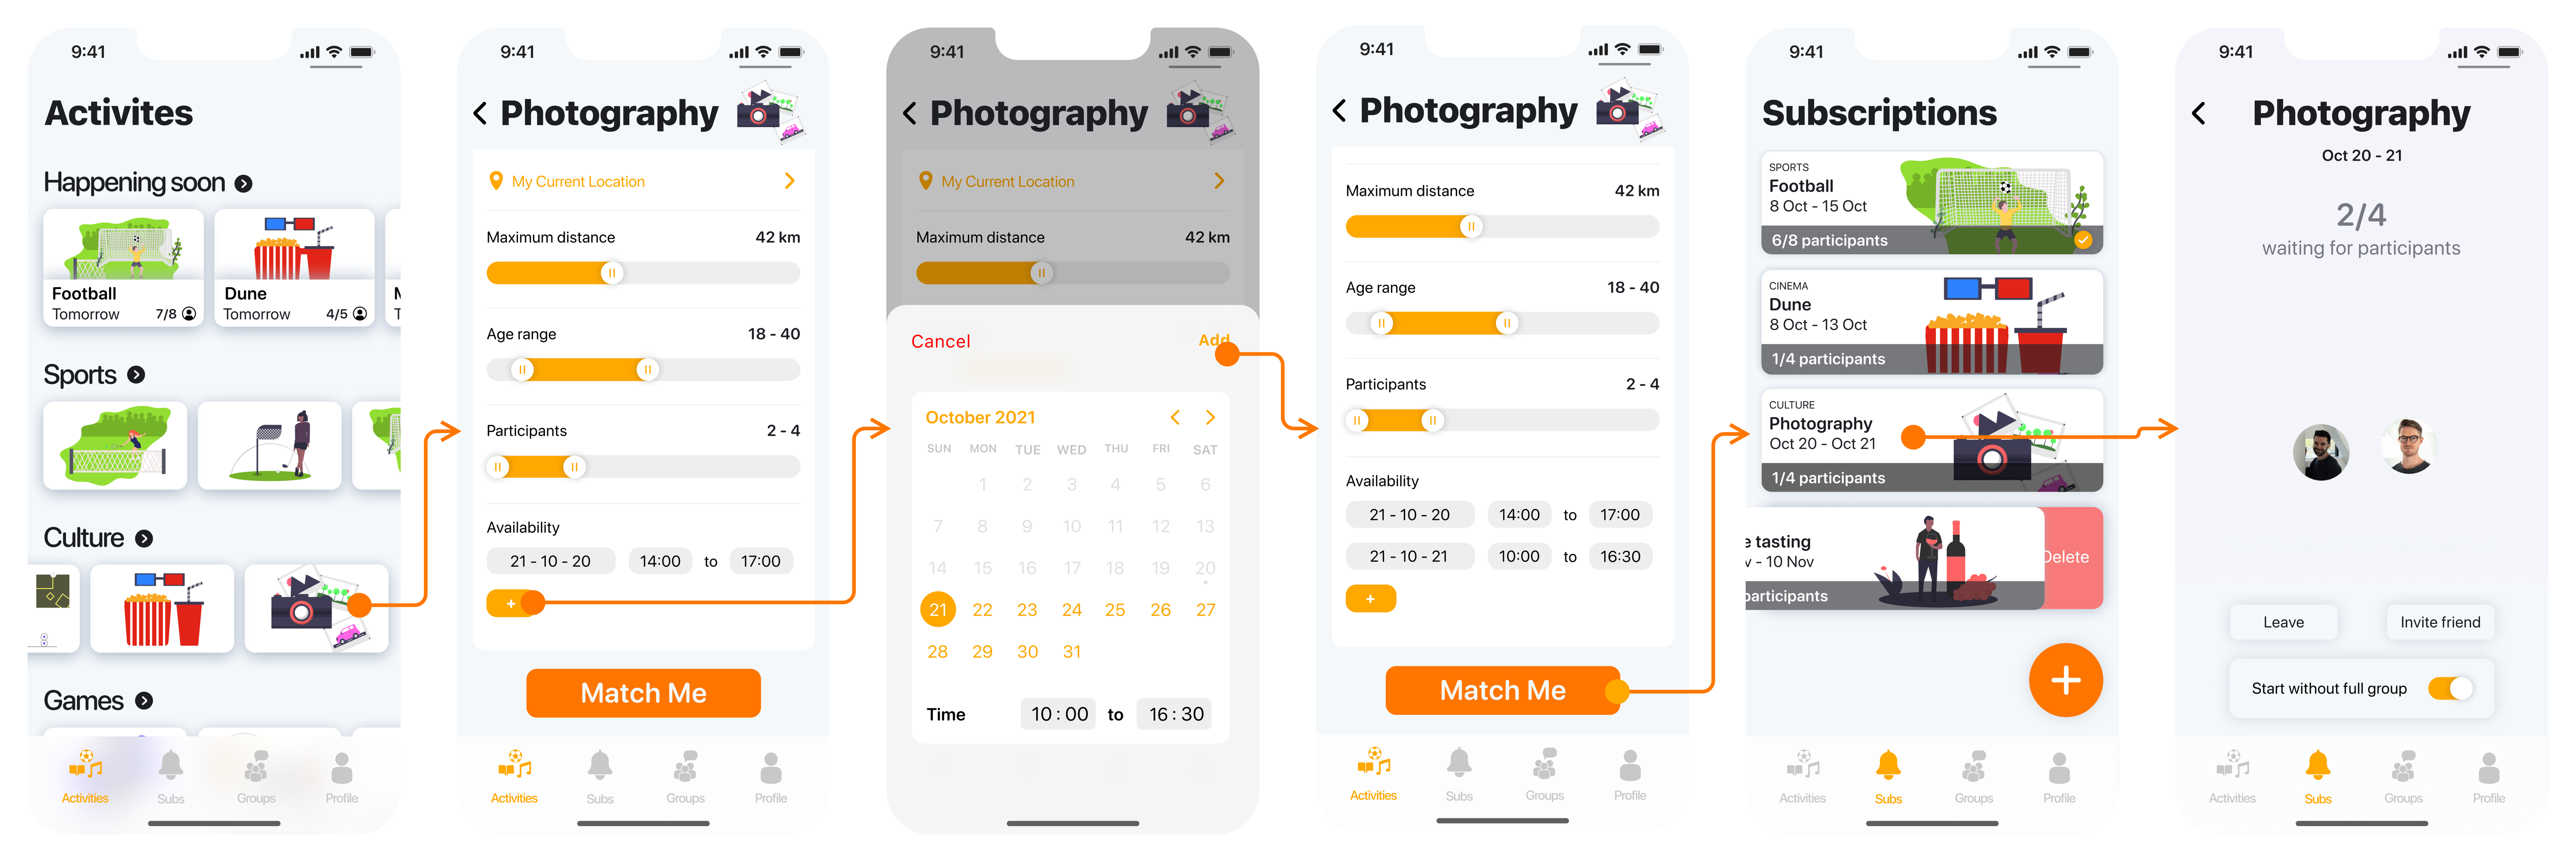 9:41
Activites
Happening soon
Football
Tomorrow 7/8
Dune
Tomorrow 4/5
Sports
Culture
Games
Activities Subs Groups Profile
9:41
Photography
My Current Location
Maximum distance 42 km
Age range 18 - 40
Participants 2 - 4
Availability
21 - 10 - 20 14:00 to 17:00
+
Match Me
Activities Subs Groups Profile
9:41
Photography
My Current Location
Maximum distance 42 km
Cancel Add
October 2021
SUN MON TUE WED THU FRI SAT
1 2 3 4 5 6
7 8 9 10 11 12 13
14 15 16 17 18 19 20
21 22 23 24 25 26 27
28 29 30 31
Time 10 : 00 to 16 : 30
9:41
Photography
Maximum distance 42 km
Age range 18 - 40
Participants 2 - 4
Availability
21 - 10 - 20 14:00 to 17:00
21 - 10 - 21 10:00 to 16:30
+
Match Me
Activities Subs Groups Profile
9:41
Subscriptions
SPORTS
Football
8 Oct - 15 Oct
6/8 participants
CINEMA
Dune
8 Oct - 13 Oct
1/4 participants
CULTURE
Photography
Oct 20 - Oct 21
1/4 participants
e tasting
v - 10 Nov
participants
Delete
+
Activities Subs Groups Profile
9:41
Photography
Oct 20 - 21
2/4
waiting for participants
Leave Invite friend
Start without full group
Activities Subs Groups Profile